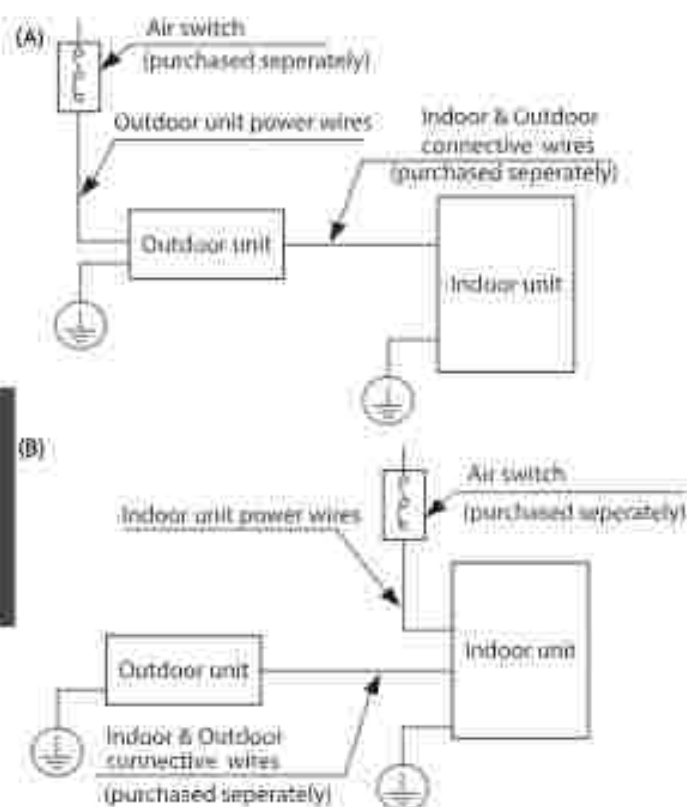 (A)
Air switch
(purchased seperately)
Outdoor unit power wires
Indoor & Outdoor
connective wires
(purchased seperately)
Outdoor unit
Indoor unit
(B)
Air switch
(purchased seperately)
Indoor unit power wires
Indoor unit
Outdoor unit
Indoor & Outdoor
connective wires
(purchased seperately)